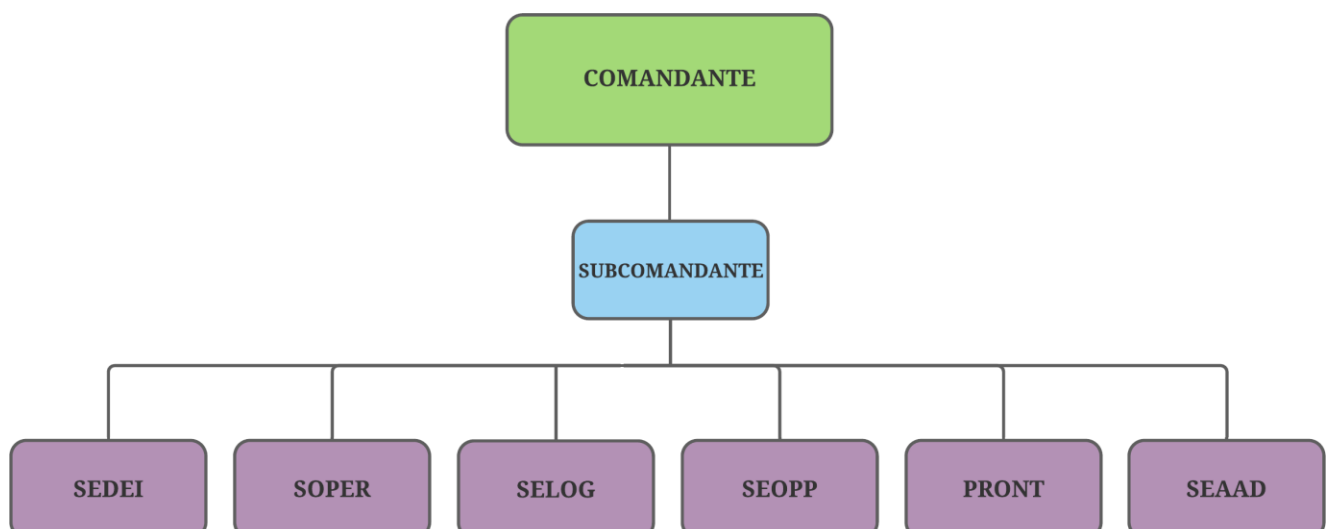 COMANDANTE
SUBCOMANDANTE
SEDEI
SOPER
SELOG
SEOPP
PRONT
SEAAD